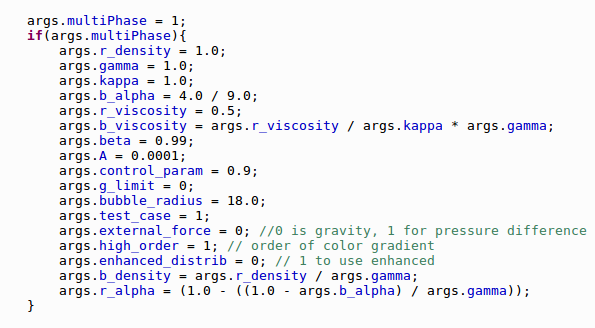 args.multiPhase = 1;
if(args.multiPhase){
args.r_density = 1.0;
args.gamma = 1.0;
args.kappa = 1.0;
args.b_alpha = 4.0 / 9.0;
args.r_viscosity = 0.5;
args.b_viscosity = args.r_viscosity / args.kappa * args.gamma;
args.beta = 0.99;
args.A = 0.0001;
args.control_param = 0.9;
args.g_limit = 0;
args.bubble_radius = 18.0;
args.test_case = 1;
args.external_force = 0; //0 is gravity, 1 for pressure difference
args.high_order = 1; // order of color gradient
args.enhanced_distrib = 0; // 1 to use enhanced
args.b_density = args.r_density / args.gamma;
args.r_alpha = (1.0 - ((1.0 - args.b_alpha) / args.gamma));
}